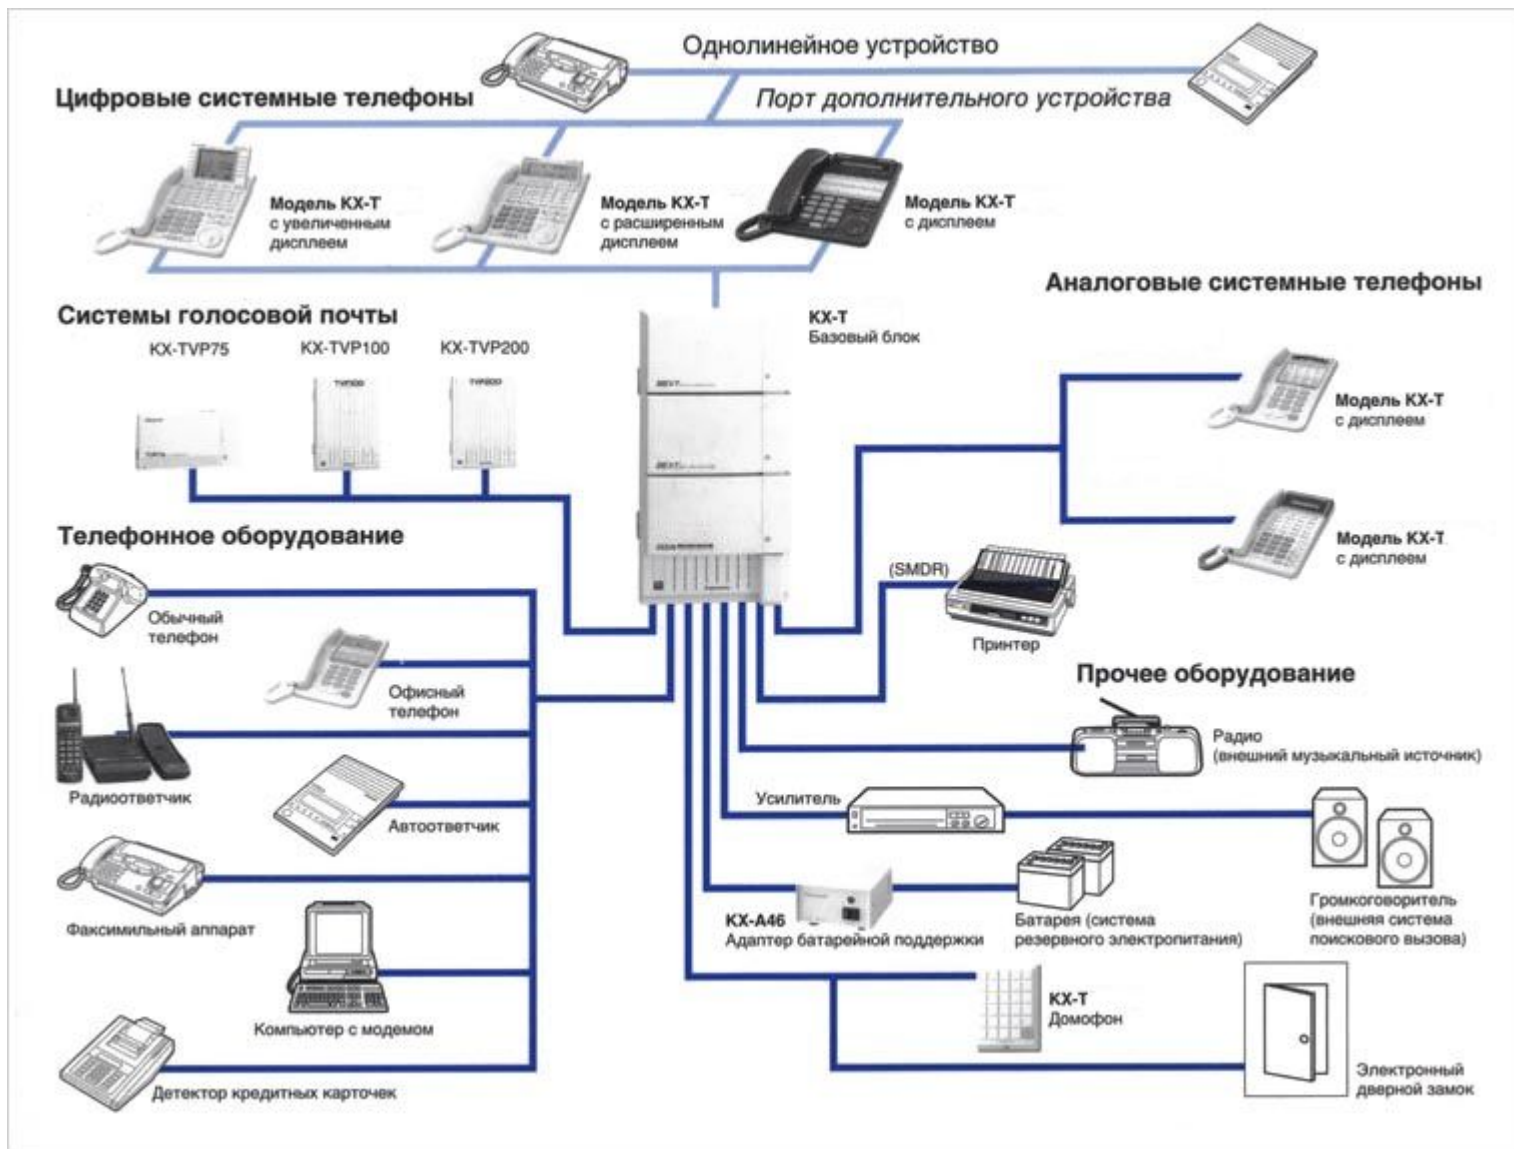 Однолинейное устройство
Цифровые системные телефоны
Порт дополнительного устройства
Модель KX-T
с увеличенным
дисплеем
Модель KX-T
с расширенным
дисплеем
Модель KX-T
с дисплеем
Аналоговые системные телефоны
Системы голосовой почты
KX-T
Базовый блок
KX-TVP75
KX-TVP100
KX-TVP200
TVP100
TVP200
Модель KX-T
с дисплеем
Модель KX-T
с дисплеем
Телефонное оборудование
(SMDR)
Обычный
телефон
Принтер
Офисный
телефон
Прочее оборудование
Радио
(внешний музыкальный источник)
Радиоответчик
Усилитель
Автоответчик
Громкоговоритель
(внешняя система
поискового вызова)
KX-A46
Адаптер батарейной поддержки
Батарея (система
резервного электропитания)
Факсимильный аппарат
KX-T
Домофон
Компьютер с модемом
Электронный
дверной замок
Детектор кредитных карточек